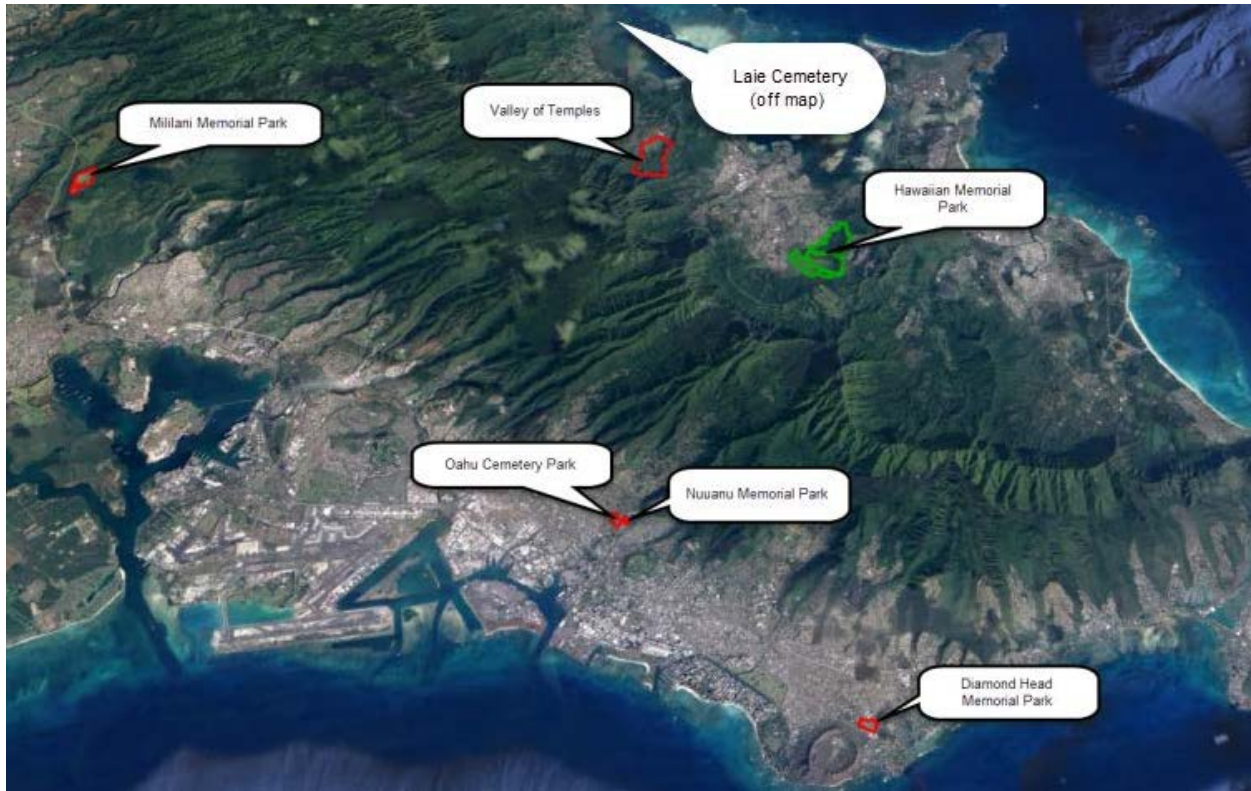 Laie Cemetery
(off map)
Valley of Temples
Mililani Memorial Park
Hawaiian Memorial
Park
Oahu Cemetery Park
Nuuanu Memorial Park
Diamond Head
Memorial Park